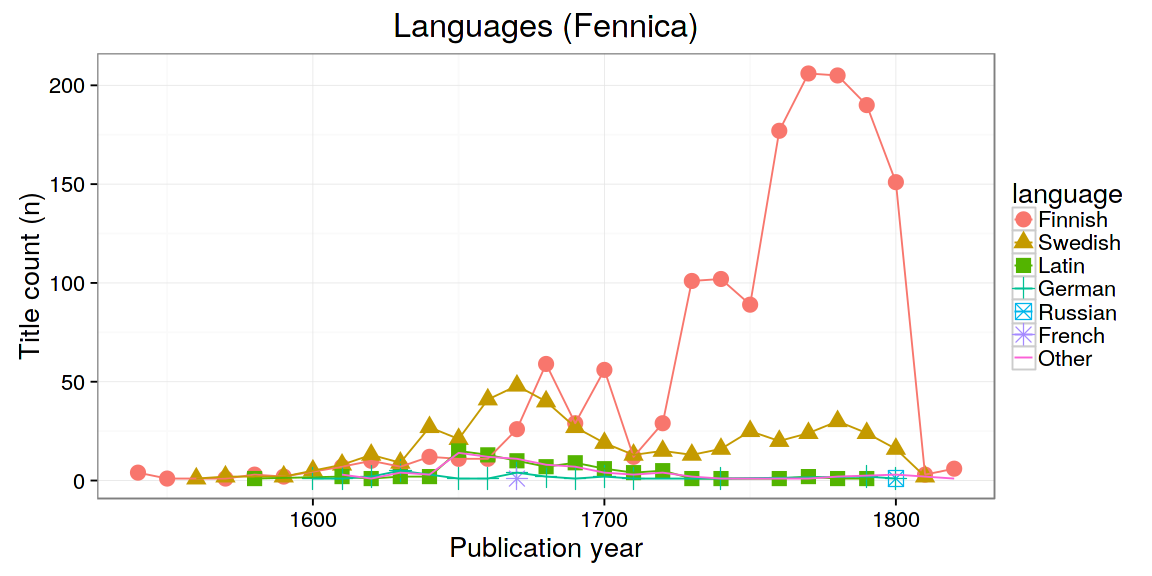 Languages (Fennica)
200
150
100
50
0
Title count (n)
1600
1700
1800
Publication year
language
Finnish
Swedish
Latin
German
Russian
French
Other